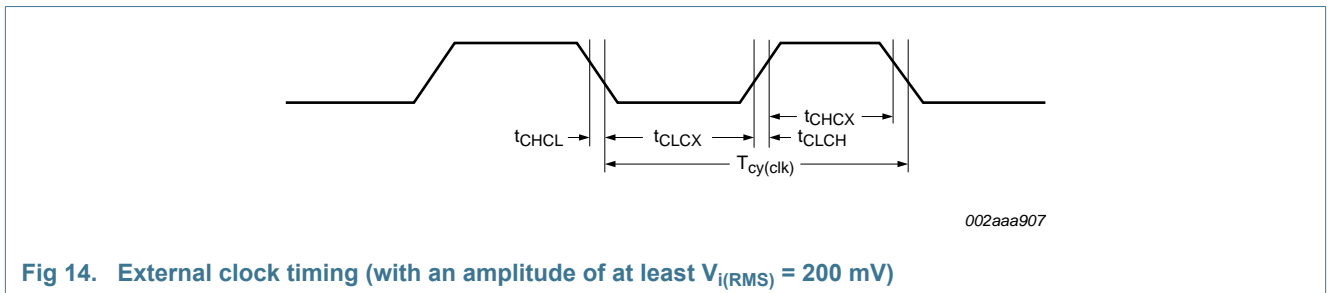 tCHCX
tCHCL tCLCX tCLCH
Tcy(clk)
002aaa907
Fig 14. External clock timing (with an amplitude of at least Vi(RMS) = 200 mV)